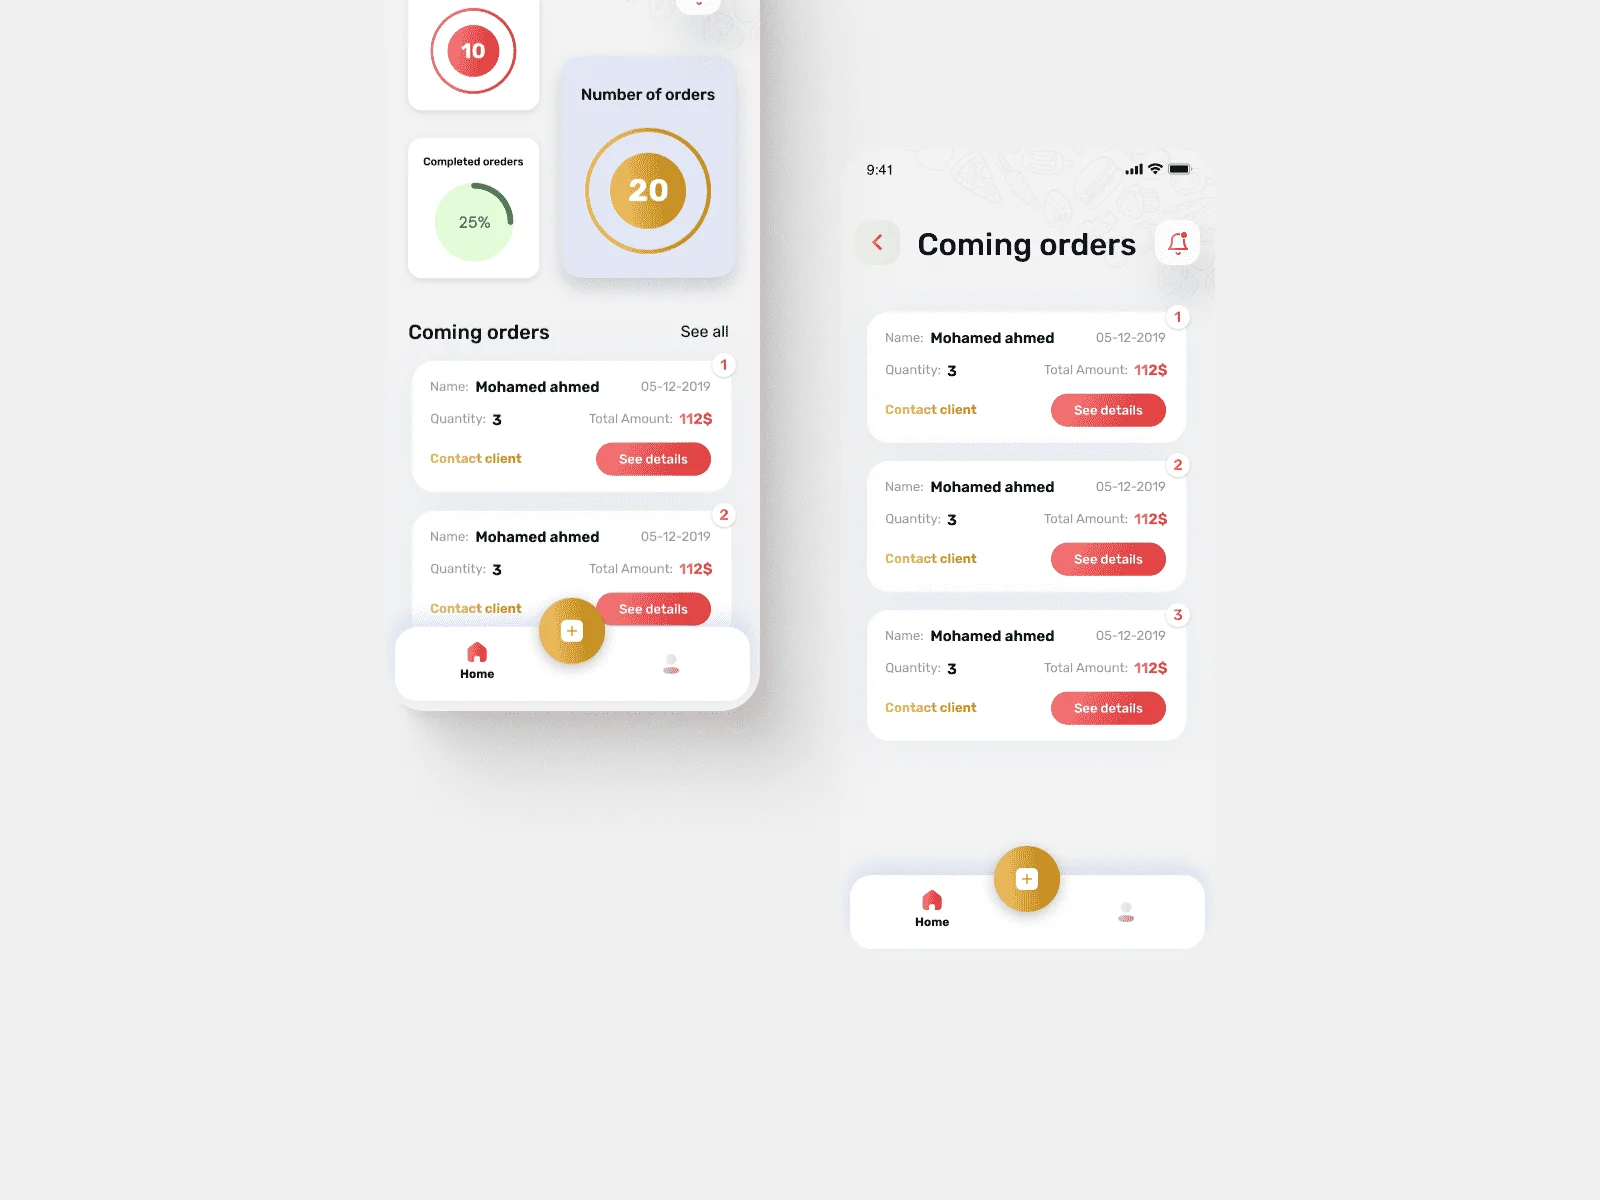 10
Number of orders
20
Completed oreders
25%
Coming orders See all
1
Name: Mohamed ahmed 05-12-2019
Quantity: 3 Total Amount: 112$
Contact client See details
2
Name: Mohamed ahmed 05-12-2019
Quantity: 3 Total Amount: 112$
Contact client See details
Home
9:41
Coming orders
1
Name: Mohamed ahmed 05-12-2019
Quantity: 3 Total Amount: 112$
Contact client See details
2
Name: Mohamed ahmed 05-12-2019
Quantity: 3 Total Amount: 112$
Contact client See details
3
Name: Mohamed ahmed 05-12-2019
Quantity: 3 Total Amount: 112$
Contact client See details
Home